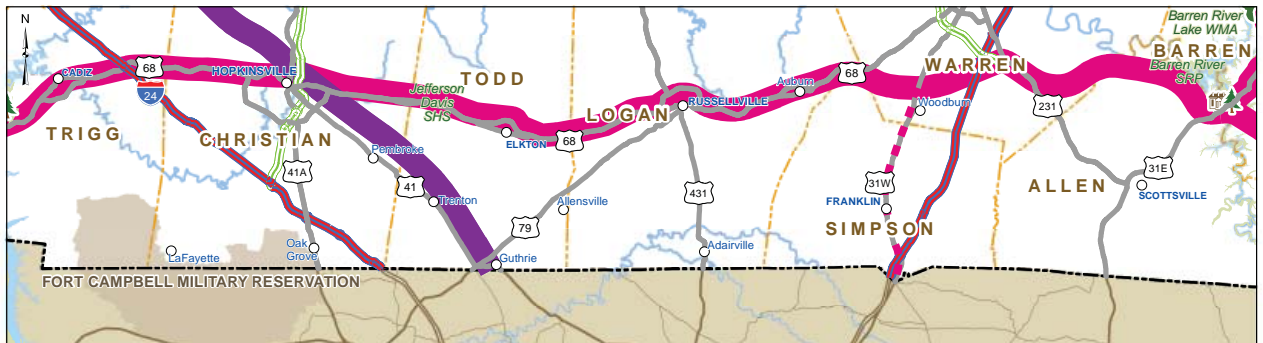 N
Barren River
Lake WMA
BARREN
Barren River
SRP
WARREN
CADIZ
68
24
HOPKINSVILLE
TODD
Jefferson
Davis
SHS
Auburn
68
LOGAN
RUSSELLVILLE
Woodburn
231
TRIGG
CHRISTIAN
ELKTON
68
Pembroke
41A
41
Trenton
79
Allensville
431
31W
FRANKLIN
SIMPSON
31E
ALLEN
SCOTTSVILLE
LaFayette
Oak
Grove
Guthrie
Adairville
FORT CAMPBELL MILITARY RESERVATION